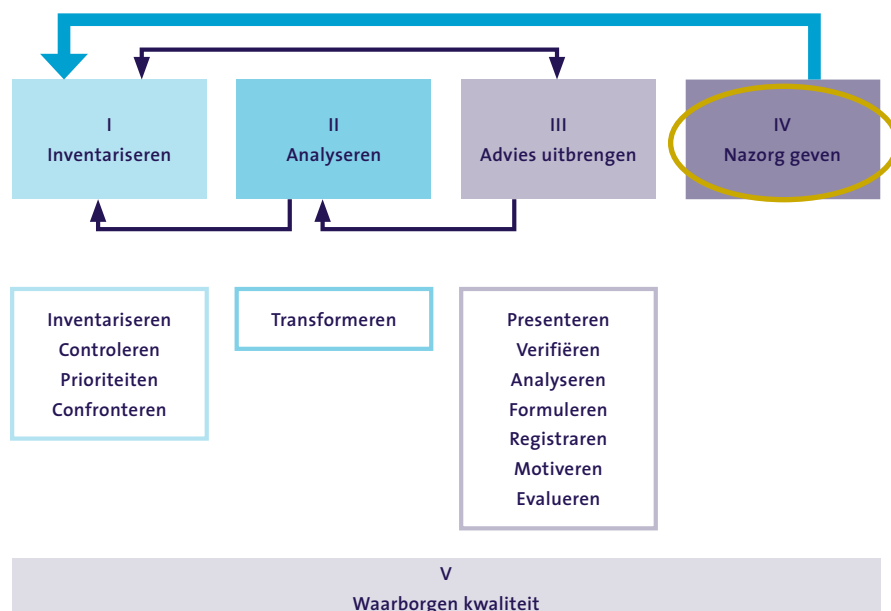 I
Inventariseren
II
Analyseren
III
Advies uitbrengen
IV
Nazorg geven
Inventariseren
Controleren
Prioriteiten
Confronteren
Transformeren
Presenteren
Verifiëren
Analyseren
Formuleren
Registraren
Motiveren
Evalueren
V
Waarborgen kwaliteit